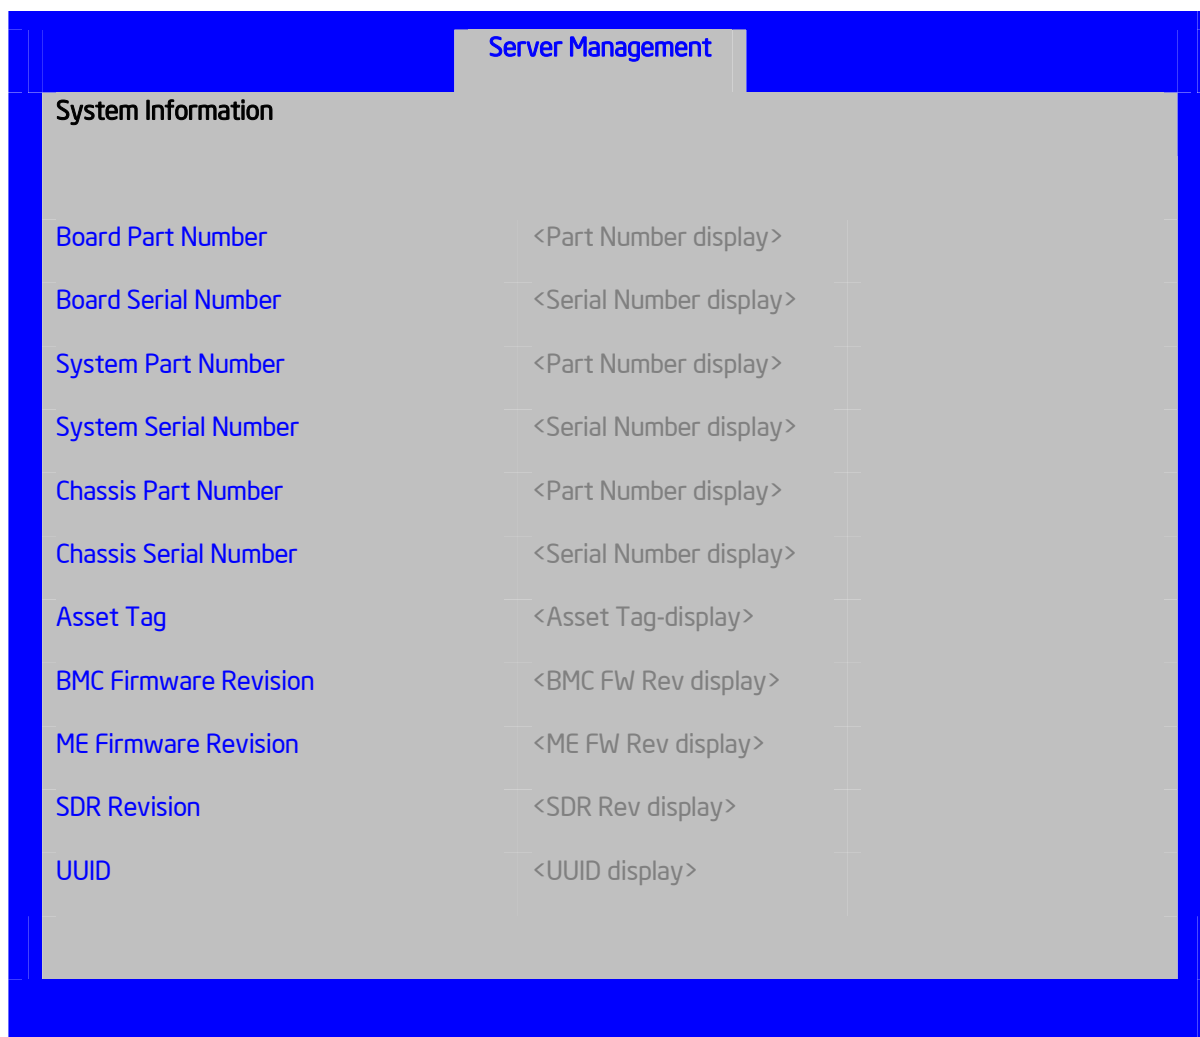 Server Management
System Information
Board Part Number <Part Number display>
Board Serial Number <Serial Number display>
System Part Number <Part Number display>
System Serial Number <Serial Number display>
Chassis Part Number <Part Number display>
Chassis Serial Number <Serial Number display>
Asset Tag <Asset Tag-display>
BMC Firmware Revision <BMC FW Rev display>
ME Firmware Revision <ME FW Rev display>
SDR Revision <SDR Rev display>
UUID <UUID display>